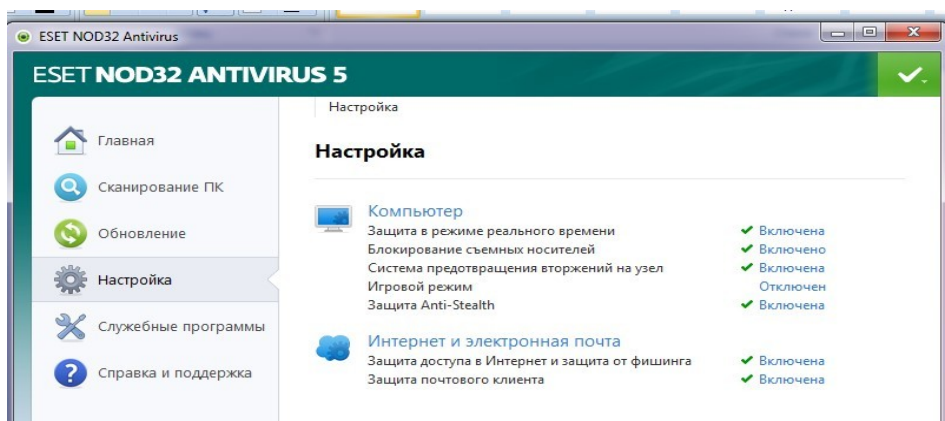 ESET NOD32 Antivirus
ESET NOD32 ANTIVIRUS 5
Главная
Сканирование ПК
Обновление
Настройка
Служебные программы
Справка и поддержка
Настройка
Настройка
Компьютер
Защита в режиме реального времени Включена
Блокирование съемных носителей Включено
Система предотвращения вторжений на узел Включена
Игровой режим Отключен
Защита Anti-Stealth Включена
Интернет и электронная почта
Защита доступа в Интернет и защита от фишинга Включена
Защита почтового клиента Включена